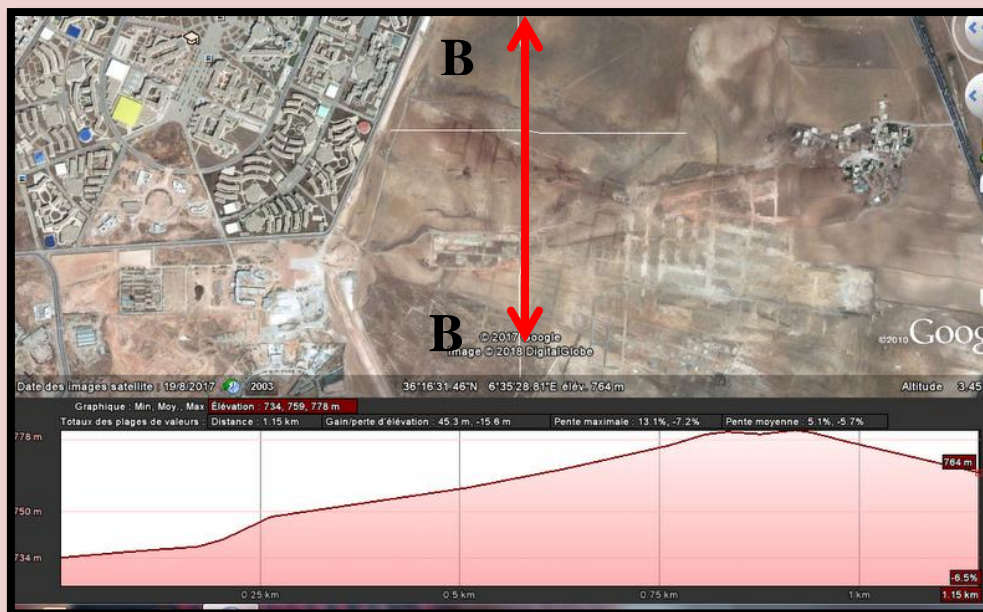 B
B
© 2017 Google
Image © 2018 DigitalGlobe
©2010 Goog
Date des images satellite : 19/8/2017 2003 36°16'31.46"N 6°35'28.81"E élév. 764 m Altitude 3.45
Graphique : Min, Moy., Max Élévation : 734, 759, 778 m
Totaux des plages de valeurs : Distance : 1.15 km Gain/perte d'élévation : 45.3 m, -15.6 m Pente maximale : 13.1%, -7.2% Pente moyenne : 5.1%, -5.7%
778 m
764 m
750 m
734 m
-6.5%
0.25 km 0.5 km 0.75 km 1 km 1.15 km